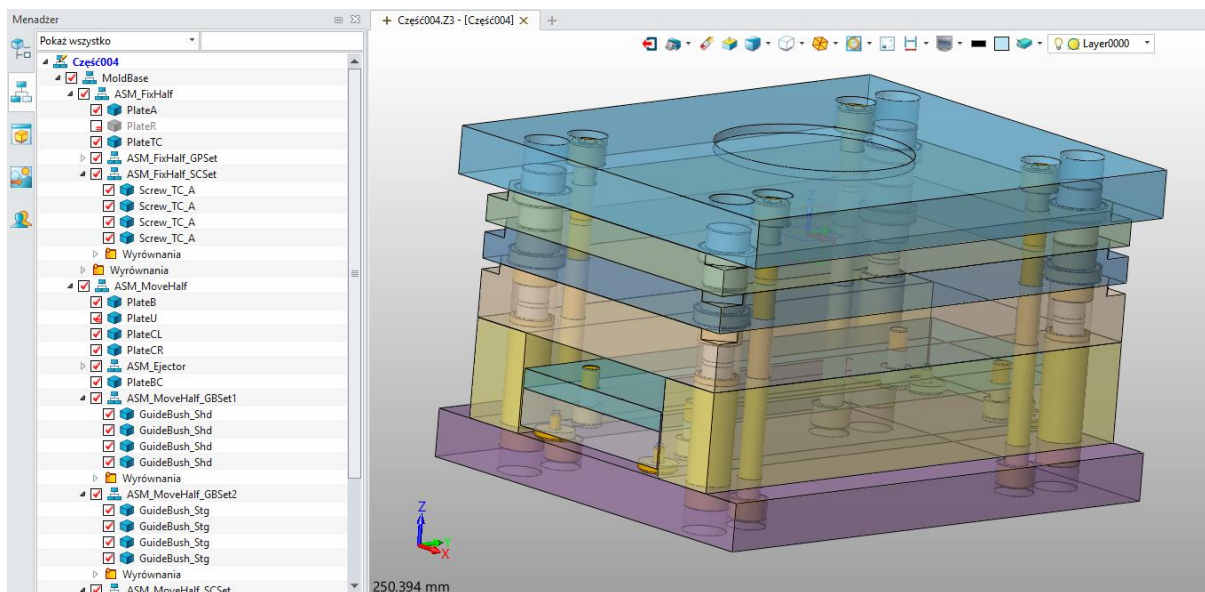 Menadżer
+ Część004.Z3 - [Część004] × +
Pokaż wszystko
Layer0000
Część004
MoldBase
ASM_FixHalf
PlateA
PlateR
PlateTC
ASM_FixHalf_GPSet
ASM_FixHalf_SCSet
Screw_TC_A
Screw_TC_A
Screw_TC_A
Screw_TC_A
Wyrównania
Wyrównania
ASM_MoveHalf
PlateB
PlateU
PlateCL
PlateCR
ASM_Ejector
PlateBC
ASM_MoveHalf_GBSet1
GuideBush_Shd
GuideBush_Shd
GuideBush_Shd
GuideBush_Shd
Wyrównania
ASM_MoveHalf_GBSet2
GuideBush_Stg
GuideBush_Stg
GuideBush_Stg
GuideBush_Stg
Wyrównania
ASM_MoveHalf_SCSet
Z
Y
X
250.394 mm